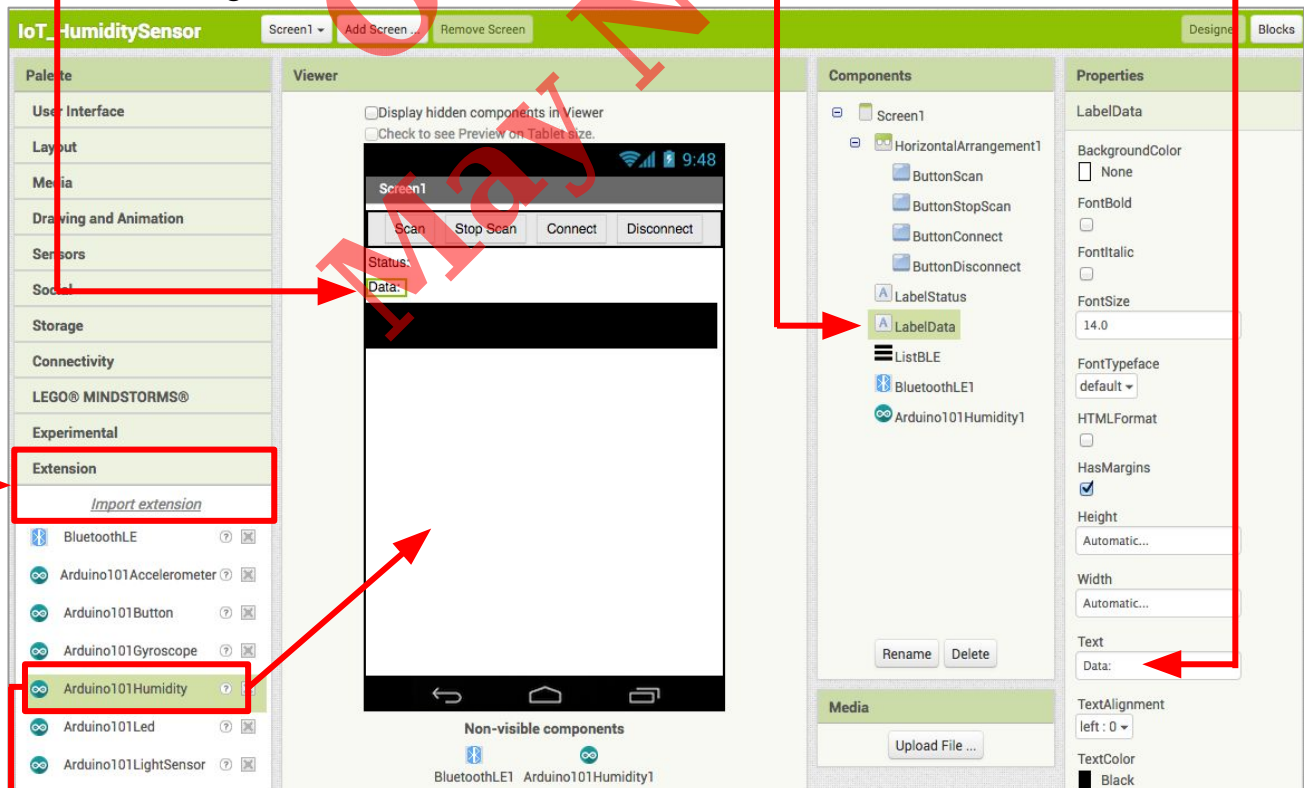 IoT_HumiditySensor
Screen1
Add Screen ...
Remove Screen
Designer
Blocks
Palette
User Interface
Layout
Media
Drawing and Animation
Sensors
Social
Storage
Connectivity
LEGO® MINDSTORMS®
Experimental
Extension
Import extension
BluetoothLE
Arduino101Accelerometer
Arduino101Button
Arduino101Gyroscope
Arduino101Humidity
Arduino101Led
Arduino101LightSensor
Viewer
Display hidden components in Viewer
Check to see Preview on Tablet size.
9:48
Screen1
Scan Stop Scan Connect Disconnect
Status:
Data:
Non-visible components
BluetoothLE1 Arduino101Humidity1
Components
Screen1
HorizontalArrangement1
ButtonScan
ButtonStopScan
ButtonConnect
ButtonDisconnect
LabelStatus
LabelData
ListBLE
BluetoothLE1
Arduino101Humidity1
Rename Delete
Media
Upload File ...
Properties
LabelData
BackgroundColor
None
FontBold
FontItalic
FontSize
14.0
FontTypeface
default
HTMLFormat
HasMargins
Height
Automatic...
Width
Automatic...
Text
Data:
TextAlignment
left : 0
TextColor
Black
May N